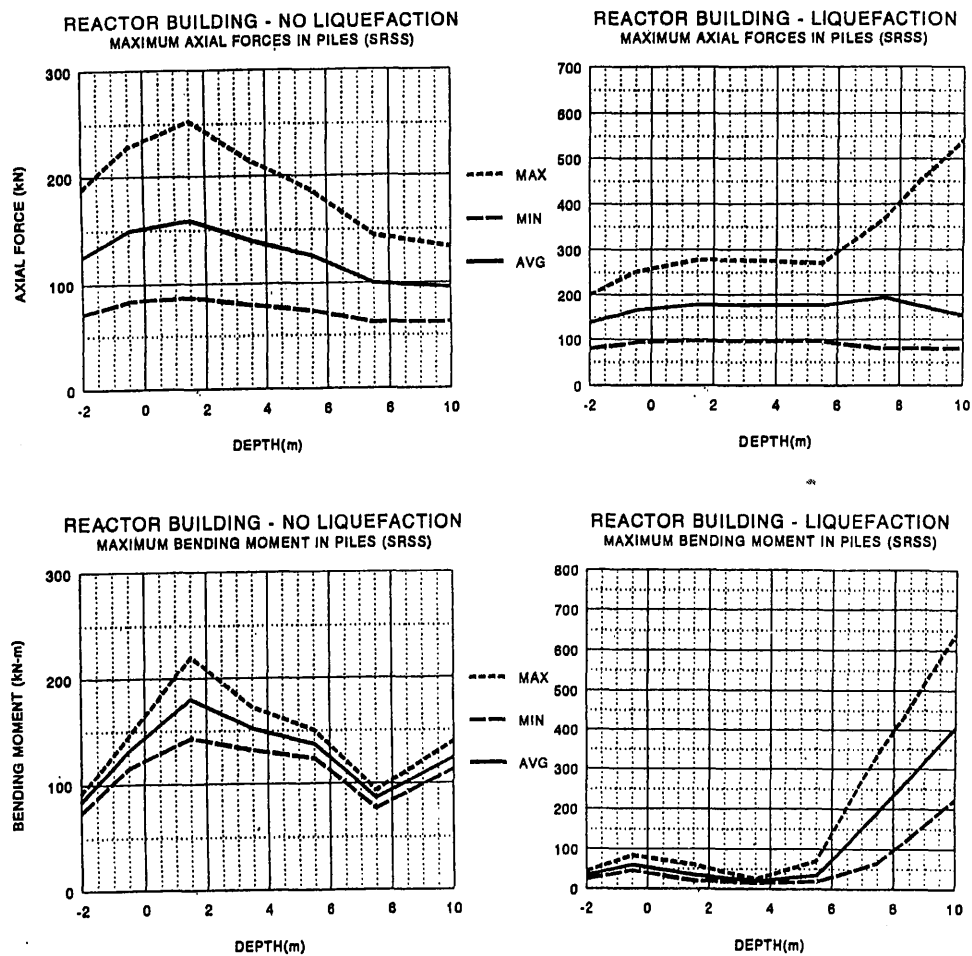 REACTOR BUILDING - NO LIQUEFACTION
MAXIMUM AXIAL FORCES IN PILES (SRSS)
300
200
100
0
AXIAL FORCE (kN)
-2 0 2 4 6 8 10
DEPTH(m)
MAX
MIN
AVG
REACTOR BUILDING - LIQUEFACTION
MAXIMUM AXIAL FORCES IN PILES (SRSS)
700
600
500
400
300
200
100
0
-2 0 2 4 6 8 10
DEPTH(m)
REACTOR BUILDING - NO LIQUEFACTION
MAXIMUM BENDING MOMENT IN PILES (SRSS)
300
200
100
0
BENDING MOMENT (kN-m)
-2 0 2 4 6 8 10
DEPTH(m)
MAX
MIN
AVG
REACTOR BUILDING - LIQUEFACTION
MAXIMUM BENDING MOMENT IN PILES (SRSS)
800
700
600
500
400
300
200
100
0
-2 0 2 4 6 8 10
DEPTH(m)